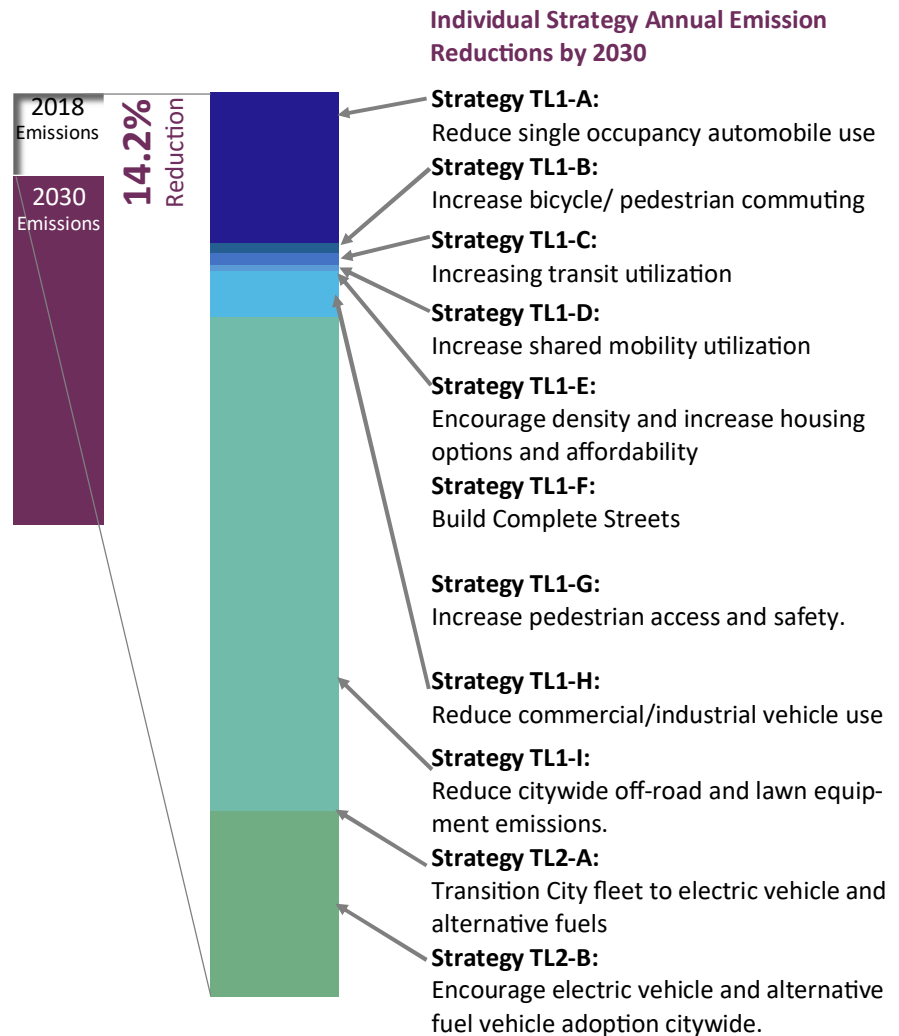 Individual Strategy Annual Emission
Reductions by 2030
2018
Emissions
2030
Emissions
14.2%
Reduction
Strategy TL1-A:
Reduce single occupancy automobile use
Strategy TL1-B:
Increase bicycle/ pedestrian commuting
Strategy TL1-C:
Increasing transit utilization
Strategy TL1-D:
Increase shared mobility utilization
Strategy TL1-E:
Encourage density and increase housing
options and affordability
Strategy TL1-F:
Build Complete Streets
Strategy TL1-G:
Increase pedestrian access and safety.
Strategy TL1-H:
Reduce commercial/industrial vehicle use
Strategy TL1-I:
Reduce citywide off-road and lawn equip-
ment emissions.
Strategy TL2-A:
Transition City fleet to electric vehicle and
alternative fuels
Strategy TL2-B:
Encourage electric vehicle and alternative
fuel vehicle adoption citywide.